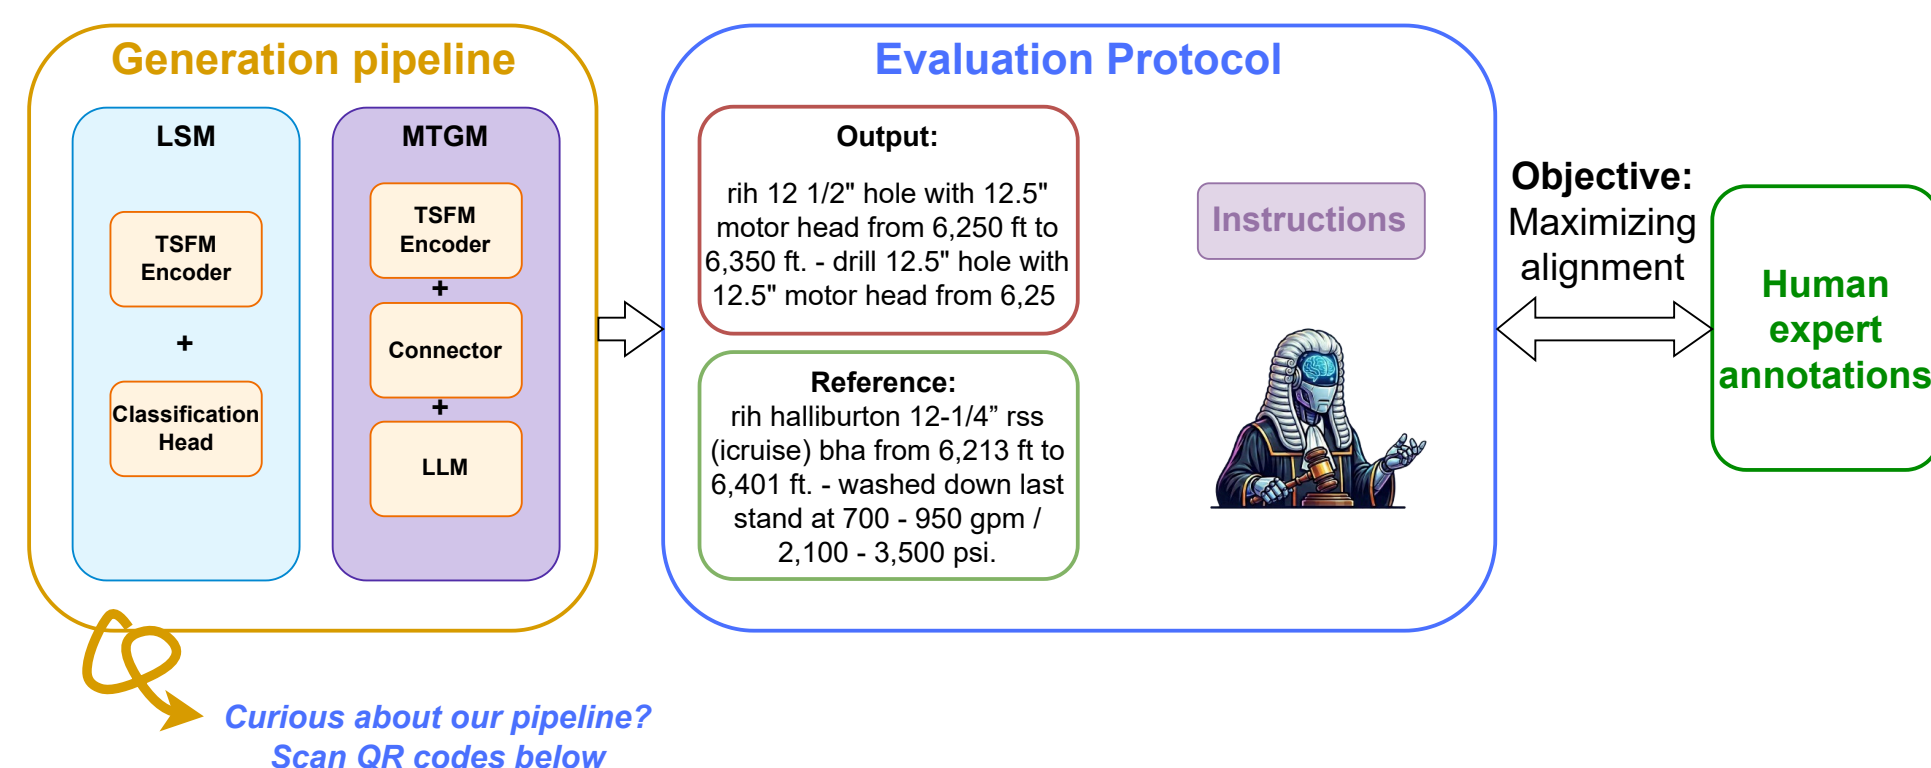 Generation pipeline
LSM
TSFM
Encoder
+
Classification
Head
MTGM
TSFM
Encoder
+
Connector
+
LLM
Evaluation Protocol
Output:
rih 12 1/2" hole with 12.5"
motor head from 6,250 ft to
6,350 ft. - drill 12.5" hole with
12.5" motor head from 6,25
Reference:
rih halliburton 12-1/4” rss
(icruise) bha from 6,213 ft to
6,401 ft. - washed down last
stand at 700 - 950 gpm /
2,100 - 3,500 psi.
Instructions
Objective:
Maximizing
alignment
Human
expert
annotations
Curious about our pipeline?
Scan QR codes below